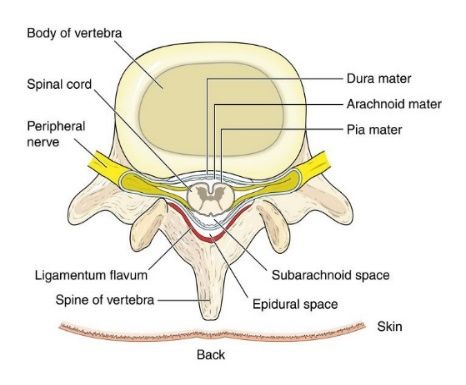 Body of vertebra
Spinal cord
Peripheral
nerve
Dura mater
Arachnoid mater
Pia mater
Ligamentum flavum
Spine of vertebra
Subarachnoid space
Epidural space
Skin
Back